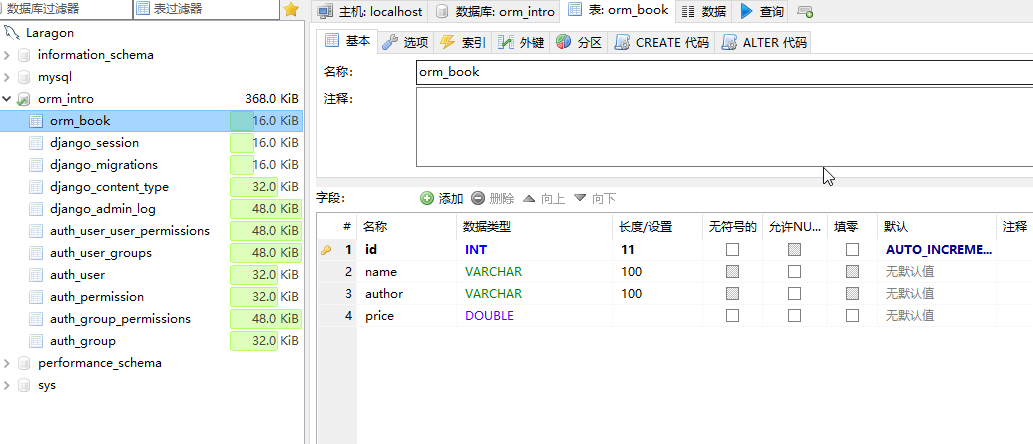 数据库过滤器 表过滤器
Laragon
information_schema
mysql
orm_intro 368.0 KiB
orm_book 16.0 KiB
django_session 16.0 KiB
django_migrations 16.0 KiB
django_content_type 32.0 KiB
django_admin_log 48.0 KiB
auth_user_user_permissions 48.0 KiB
auth_user_groups 48.0 KiB
auth_user 32.0 KiB
auth_permission 32.0 KiB
auth_group_permissions 48.0 KiB
auth_group 32.0 KiB
performance_schema
sys
主机: localhost 数据库: orm_intro 表: orm_book 数据 查询
基本 选项 索引 外键 分区 CREATE 代码 ALTER 代码
名称: orm_book
注释:
字段: 添加 删除 向上 向下
# 名称 数据类型 长度/设置 无符号的 允许NU... 填零 默认 注释
1 id INT 11 AUTO_INCREME...
2 name VARCHAR 100 无默认值
3 author VARCHAR 100 无默认值
4 price DOUBLE 无默认值